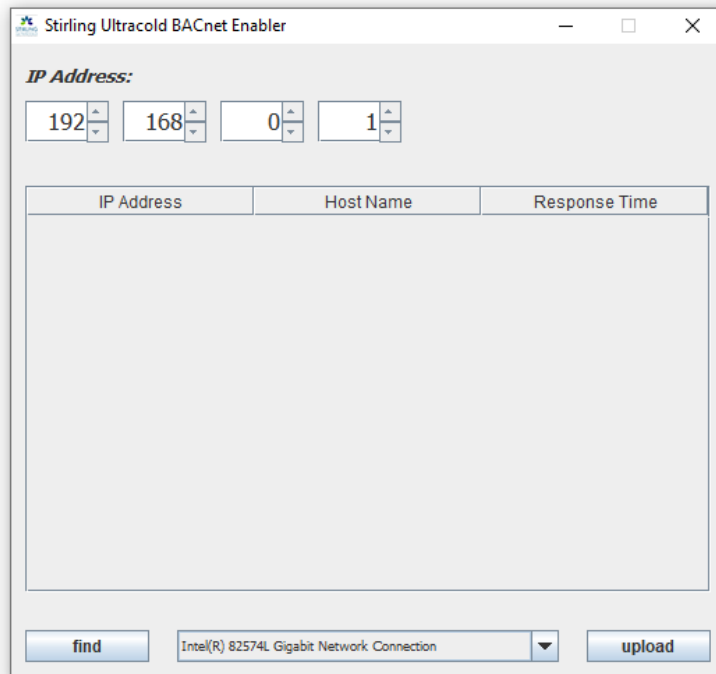 Stirling Ultracold BACnet Enabler
IP Address:
192 168 0 1
IP Address Host Name Response Time
find Intel(R) 82574L Gigabit Network Connection upload